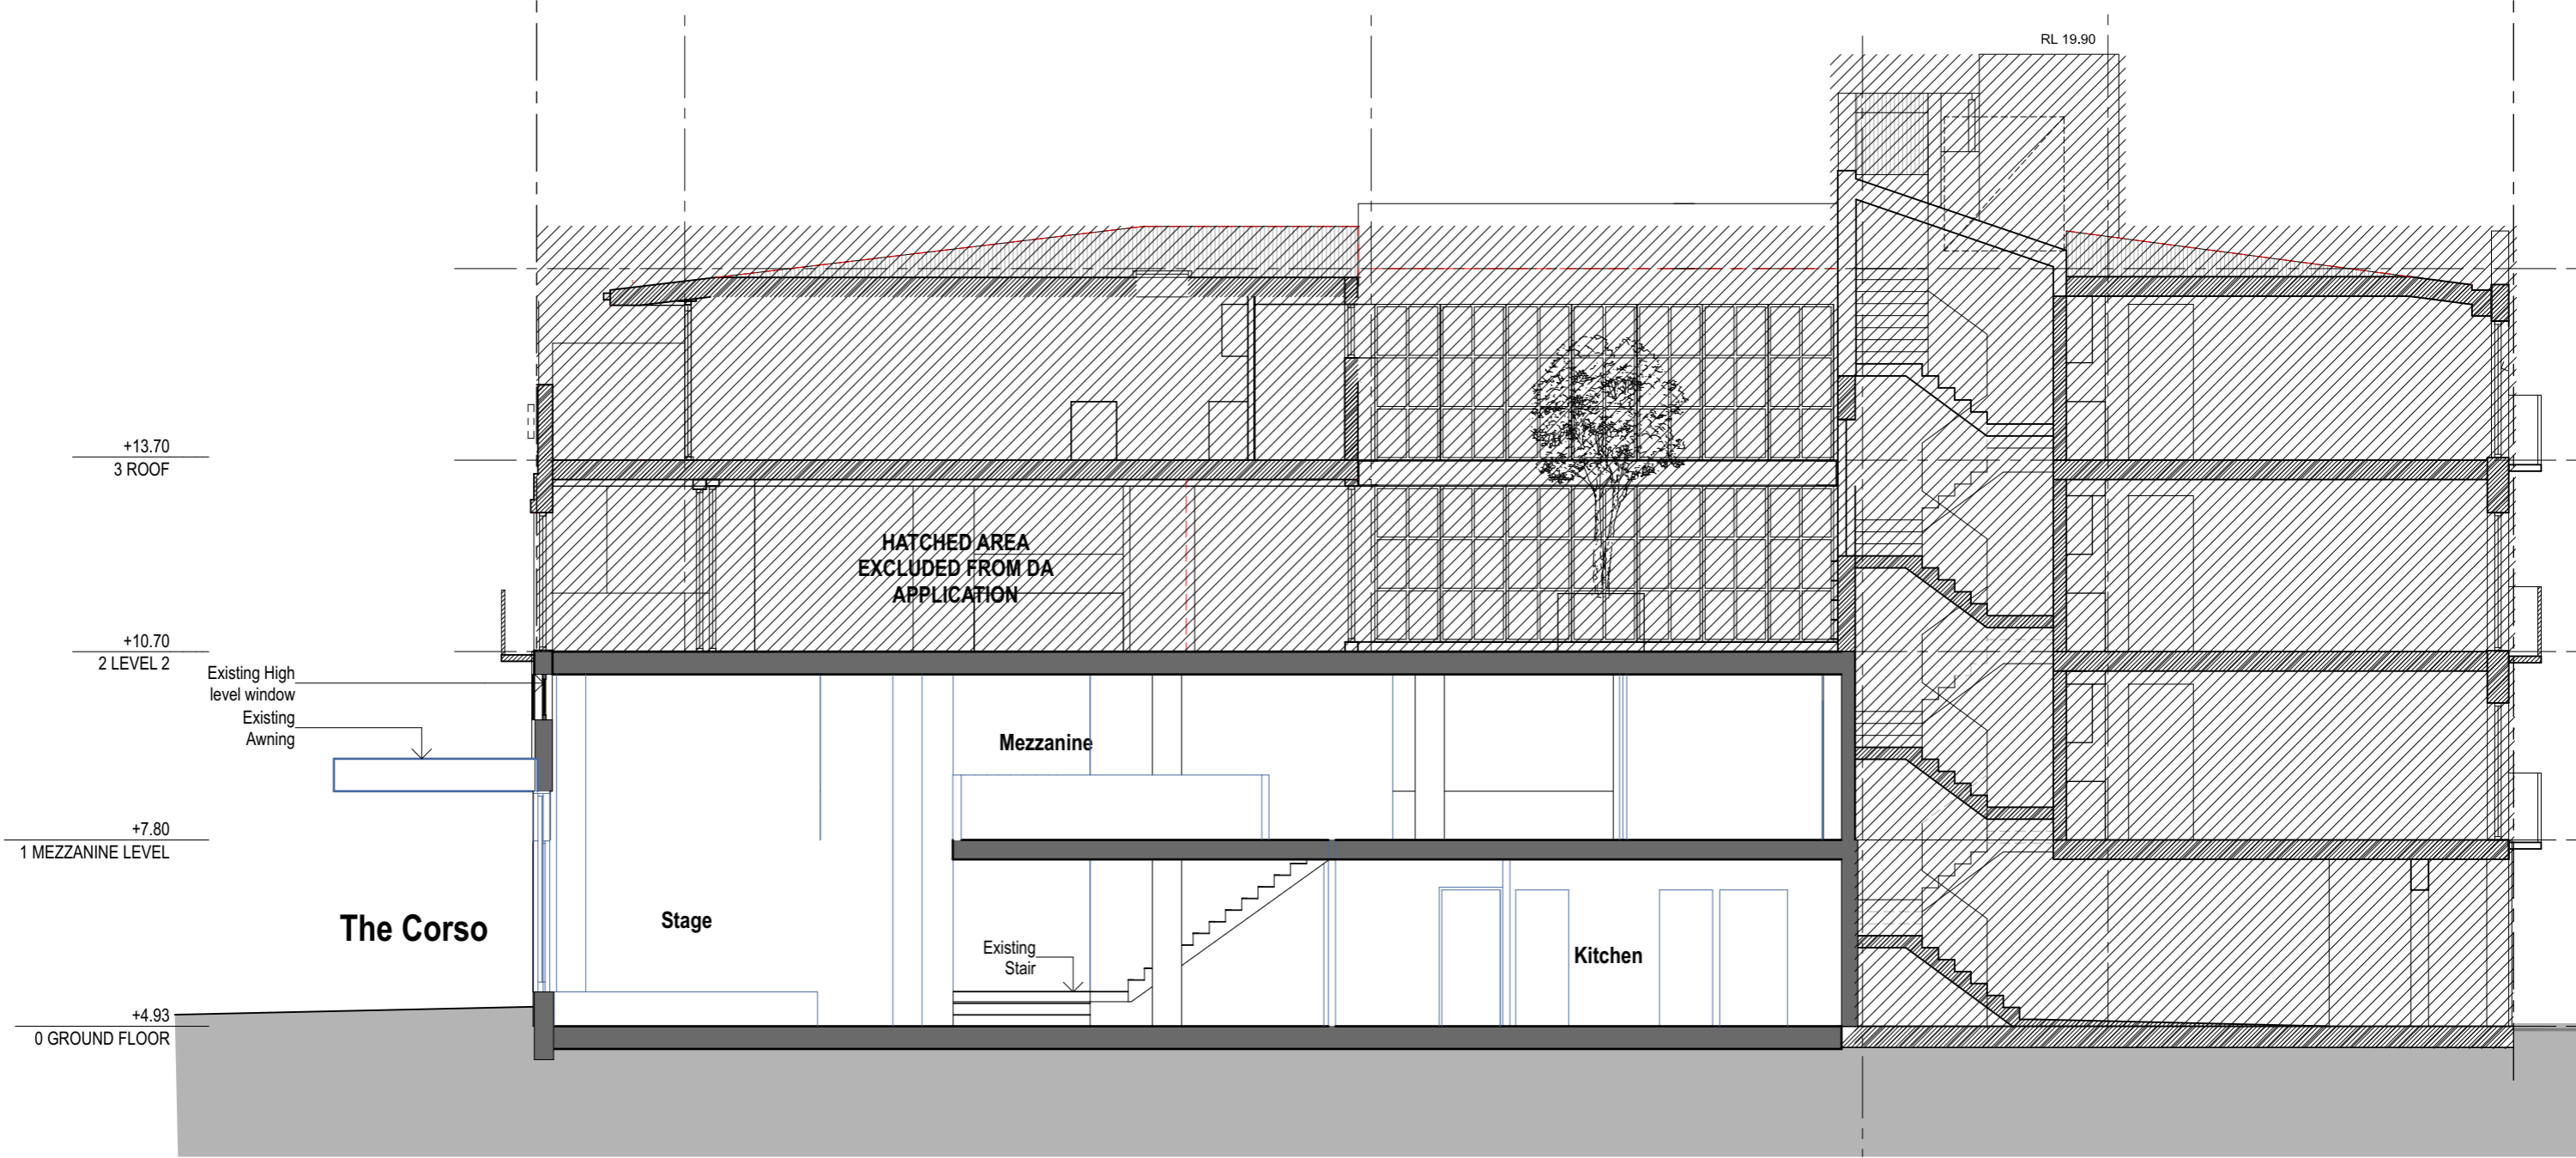 RL 19.90
+13.70
3 ROOF
HATCHED AREA
EXCLUDED FROM DA
APPLICATION
+10.70
2 LEVEL 2
Existing High
level window
Existing
Awning
Mezzanine
+7.80
1 MEZZANINE LEVEL
The Corso
Stage
Existing
Stair
Kitchen
+4.93
0 GROUND FLOOR